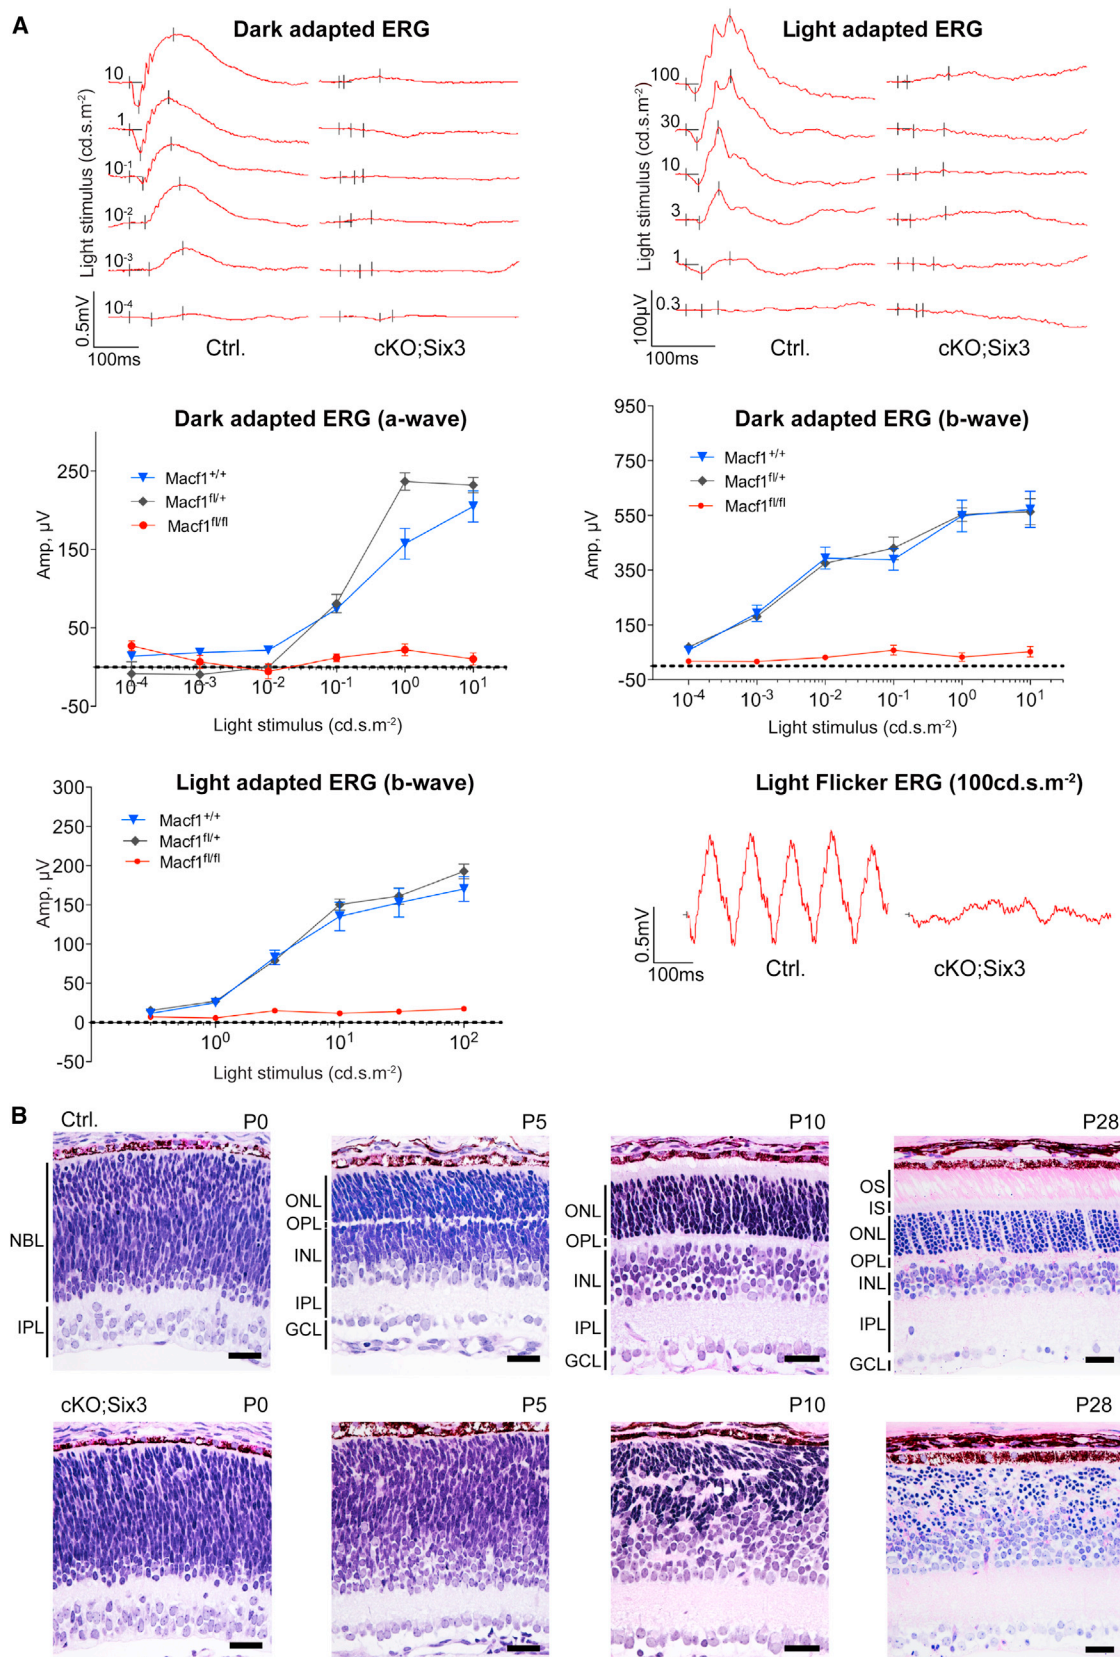 A
Dark adapted ERG
Light stimulus (cd.s.m-2)
10
1
10-1
10-2
10-3
10-4
0.5mV
100ms
Ctrl.
cKO;Six3
Light adapted ERG
Light stimulus (cd.s.m-2)
100
30
10
3
1
0.3
100µV
100ms
Ctrl.
cKO;Six3
Dark adapted ERG (a-wave)
Amp, µV
250
150
50
-50
Macf1+/+
Macf1fl/+
Macf1fl/fl
10-4 10-3 10-2 10-1 100 101
Light stimulus (cd.s.m-2)
Dark adapted ERG (b-wave)
Amp, µV
950
750
550
350
150
-50
Macf1+/+
Macf1fl/+
Macf1fl/fl
10-4 10-3 10-2 10-1 100 101
Light stimulus (cd.s.m-2)
Light adapted ERG (b-wave)
Amp, µV
300
250
200
150
100
50
0
-50
Macf1+/+
Macf1fl/+
Macf1fl/fl
100 101 102
Light stimulus (cd.s.m-2)
Light Flicker ERG (100cd.s.m-2)
0.5mV
100ms
Ctrl.
cKO;Six3
B
Ctrl. P0
NBL
IPL
P5
ONL
OPL
INL
IPL
GCL
P10
ONL
OPL
INL
IPL
GCL
P28
OS
IS
ONL
OPL
INL
IPL
GCL
cKO;Six3 P0
P5
P10
P28